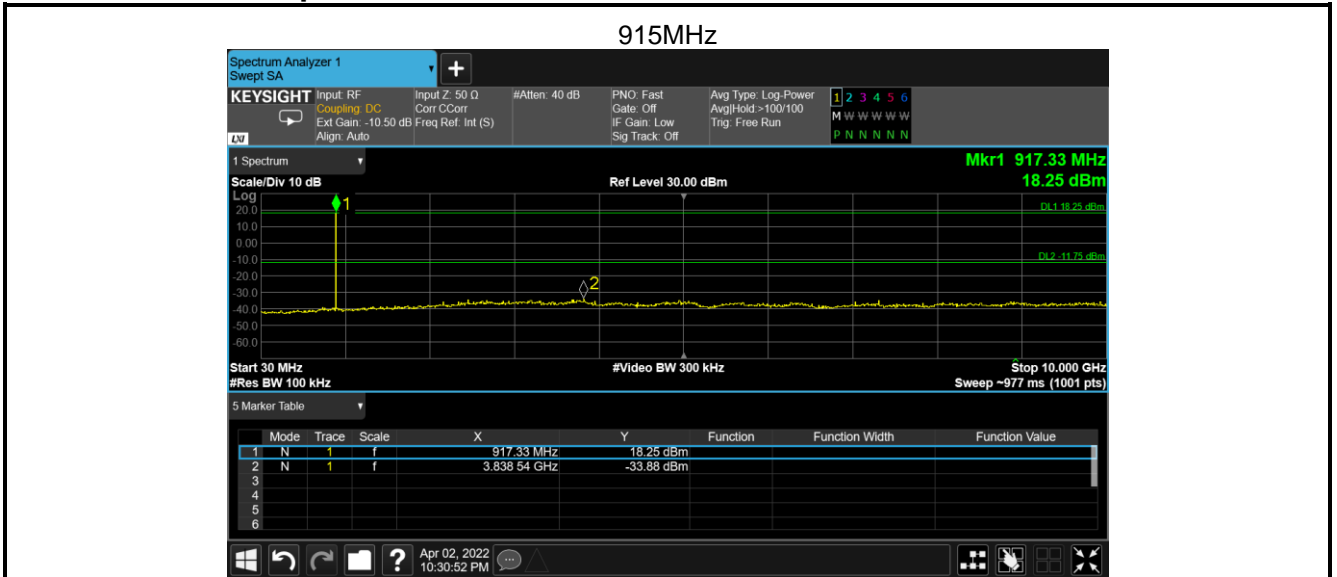 915MHz
Spectrum Analyzer 1
Swept SA
+
KEYSIGHT Input: RF Input Z: 50 Ω #Atten: 40 dB PNO: Fast Avg Type: Log-Power 1 2 3 4 5 6
Coupling: DC Corr CCorr Gate: Off Avg|Hold:>100/100 M W W W W W
Ext Gain: -10.50 dB Freq Ref: Int (S) IF Gain: Low Trig: Free Run
LXI Align: Auto Sig Track: Off P N N N N N
1 Spectrum Mkr1 917.33 MHz
Scale/Div 10 dB Ref Level 30.00 dBm 18.25 dBm
Log
20.0 1 DL1 18.25 dBm
10.0
0.00
-10.0 DL2 -11.75 dBm
-20.0
-30.0 2
-40.0
-50.0
-60.0
Start 30 MHz #Video BW 300 kHz Stop 10.000 GHz
#Res BW 100 kHz Sweep ~977 ms (1001 pts)
5 Marker Table
Mode Trace Scale X Y Function Function Width Function Value
1 N 1 f 917.33 MHz 18.25 dBm
2 N 1 f 3.838 54 GHz -33.88 dBm
3
4
5
6
? Apr 02, 2022
10:30:52 PM